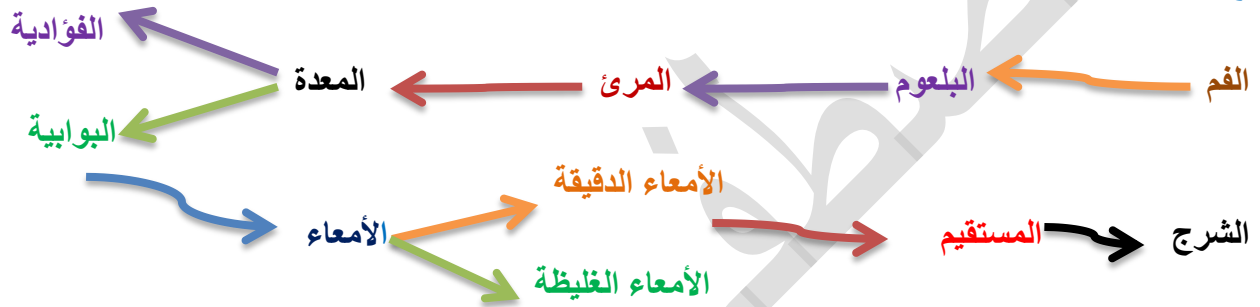 الفم
البلعوم
المرئ
المعدة
الفؤادية
البوابية
الأمعاء
الأمعاء الدقيقة
الأمعاء الغليظة
المستقيم
الشرج